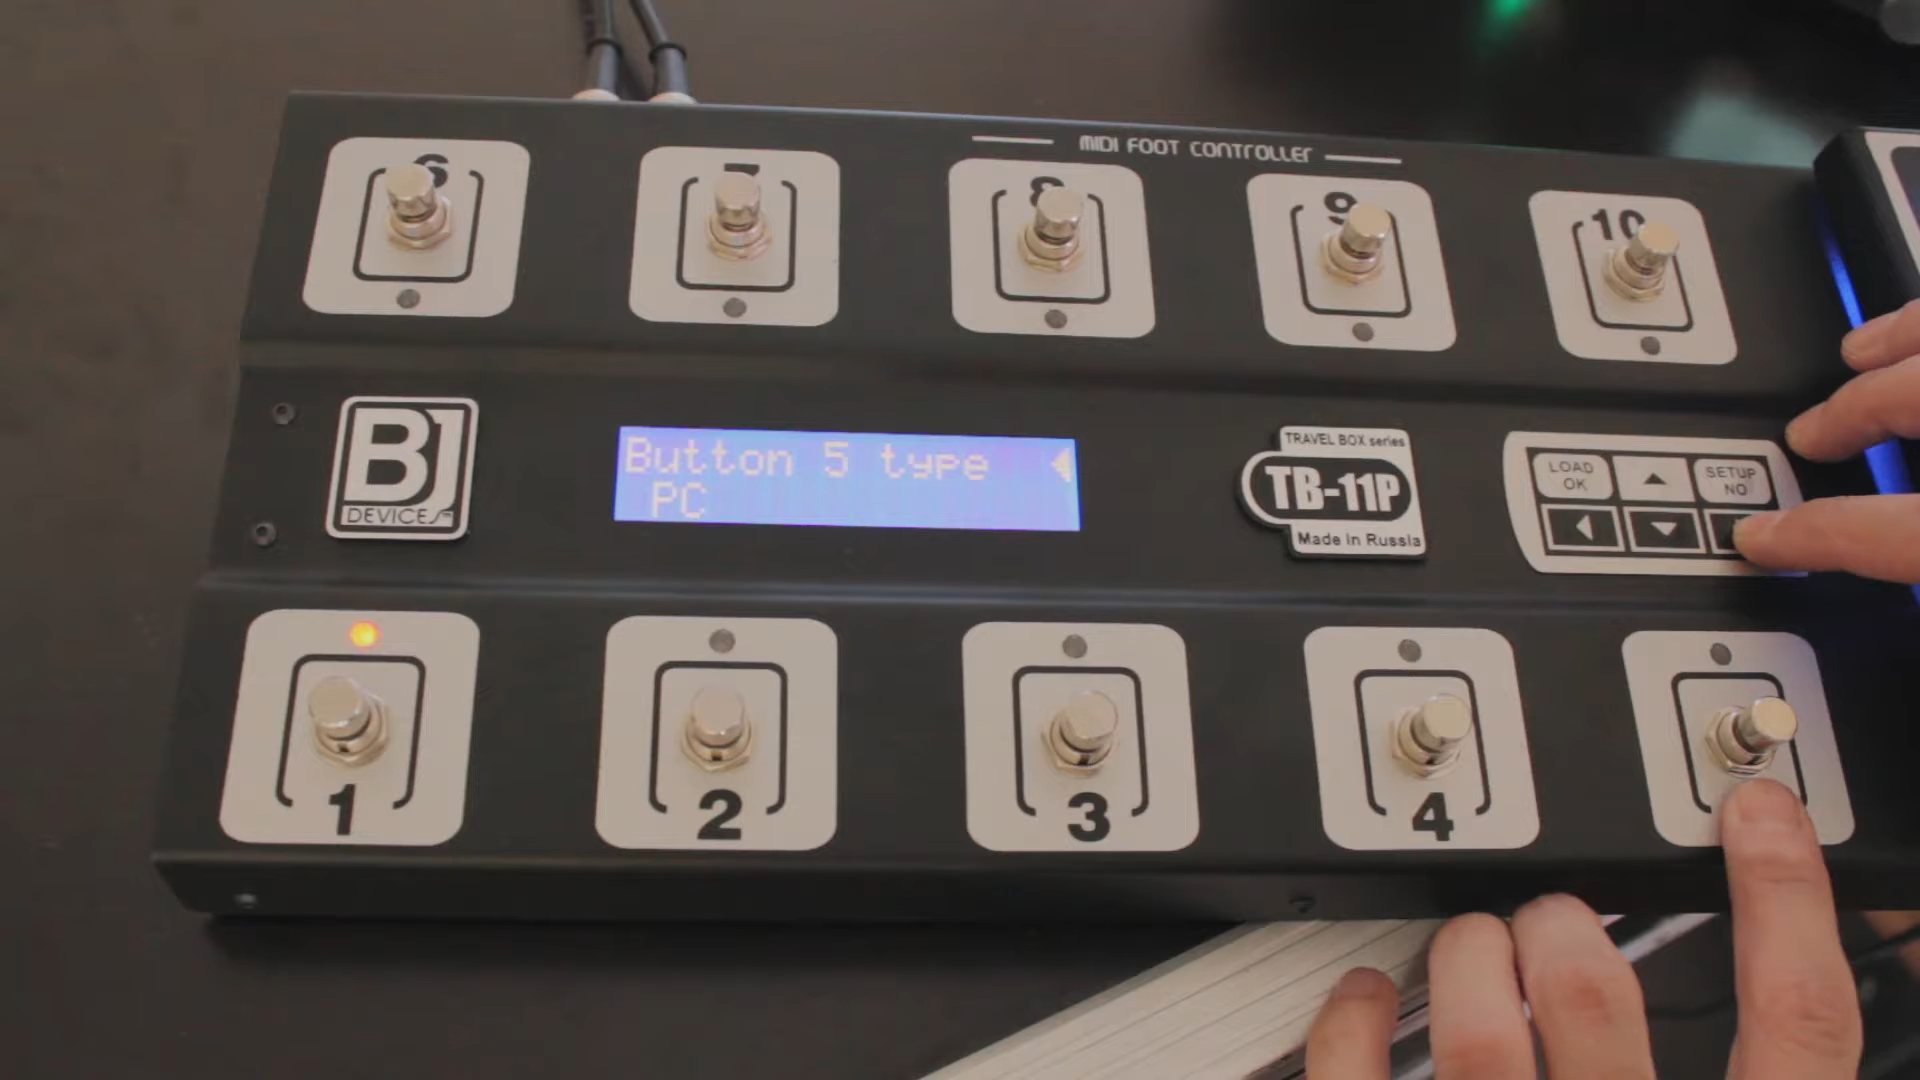 MIDI FOOT CONTROLLER
6
7
8
9
10
BJ
DEVICES
Button 5 type
PC
TRAVEL BOX series
TB-11P
Made in Russia
LOAD
OK
SETUP
NO
1
2
3
4